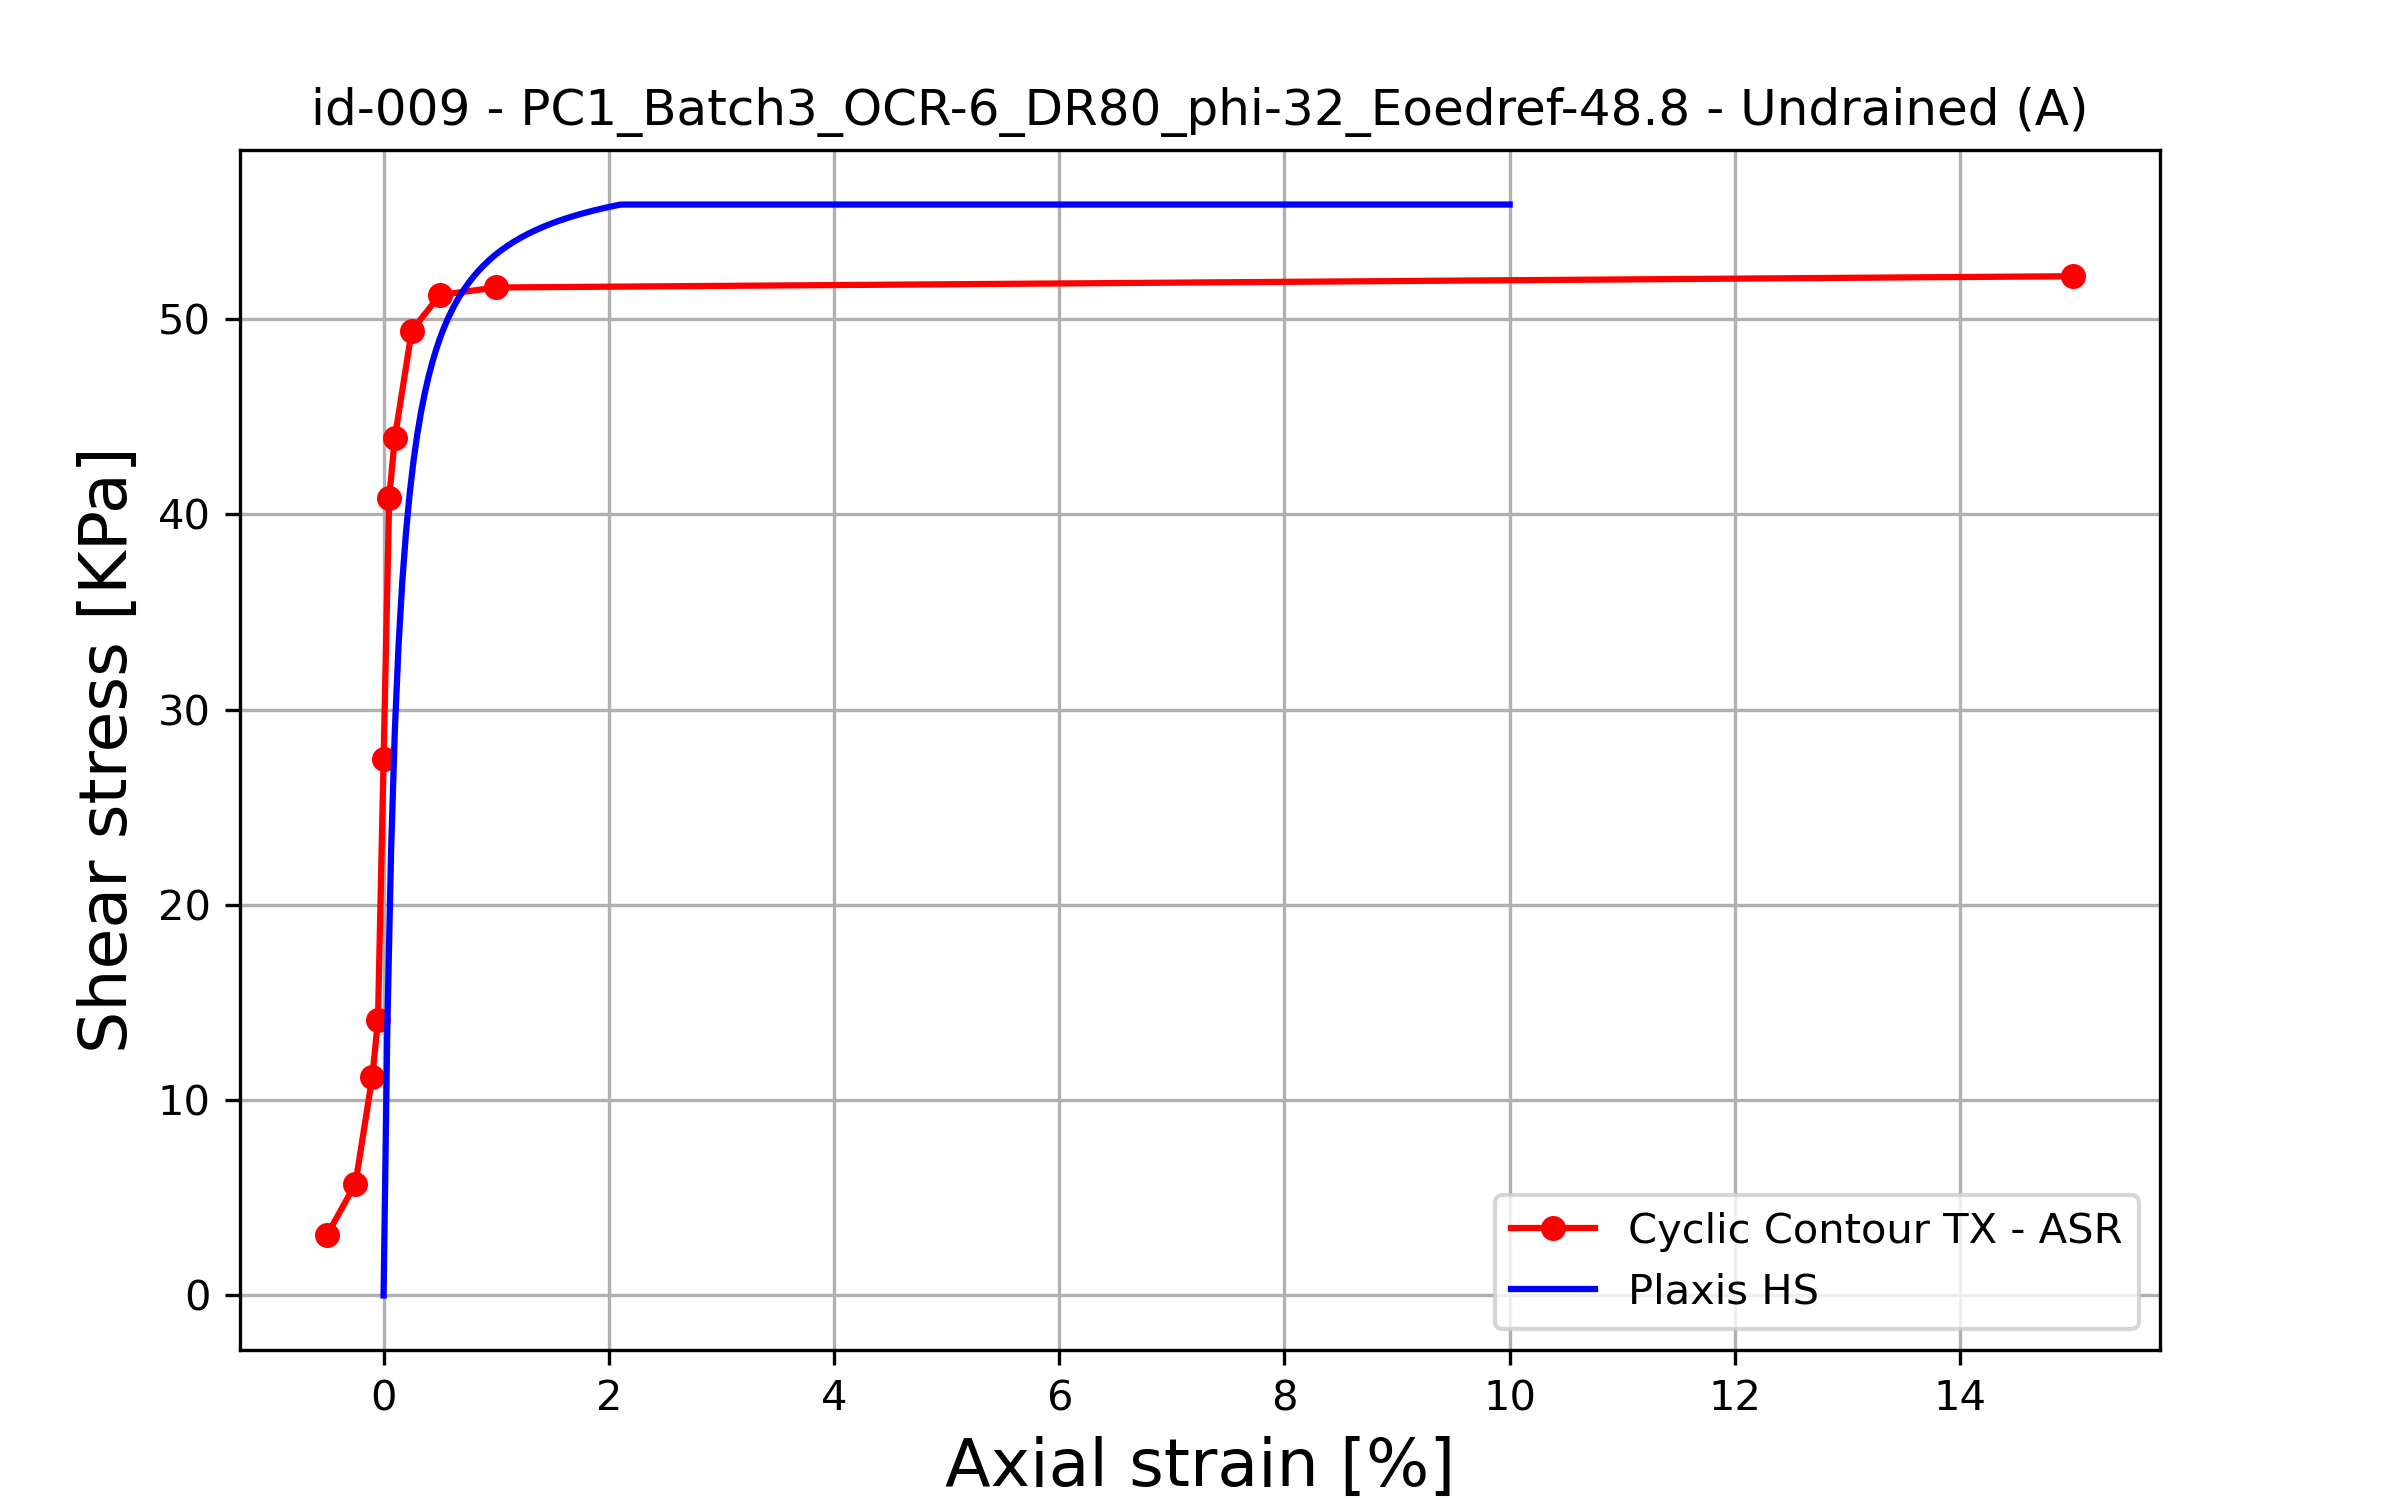 id-009 - PC1_Batch3_OCR-6_DR80_phi-32_Eoedref-48.8 - Undrained (A)
Shear stress [KPa]
50
40
30
20
10
0
Cyclic Contour TX - ASR
Plaxis HS
0 2 4 6 8 10 12 14
Axial strain [%]